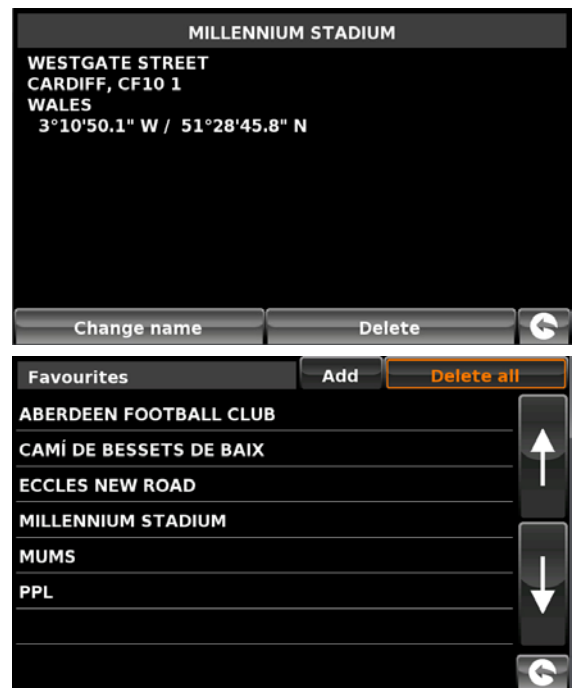 MILLENNIUM STADIUM
WESTGATE STREET
CARDIFF, CF10 1
WALES
3°10'50.1" W / 51°28'45.8" N
Change name Delete
Favourites Add Delete all
ABERDEEN FOOTBALL CLUB
CAMÍ DE BESSETS DE BAIX
ECCLES NEW ROAD
MILLENNIUM STADIUM
MUMS
PPL